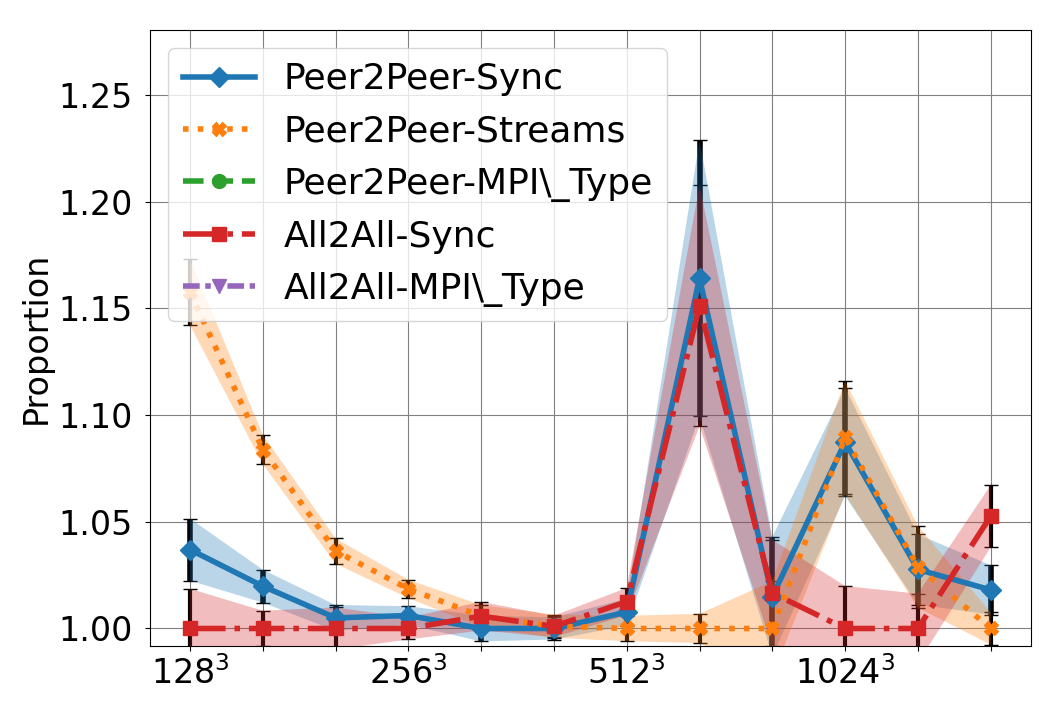 Peer2Peer-Sync
Peer2Peer-Streams
Peer2Peer-MPI\_Type
All2All-Sync
All2All-MPI\_Type
Proportion
1.25
1.20
1.15
1.10
1.05
1.00
128³ 256³ 512³ 1024³